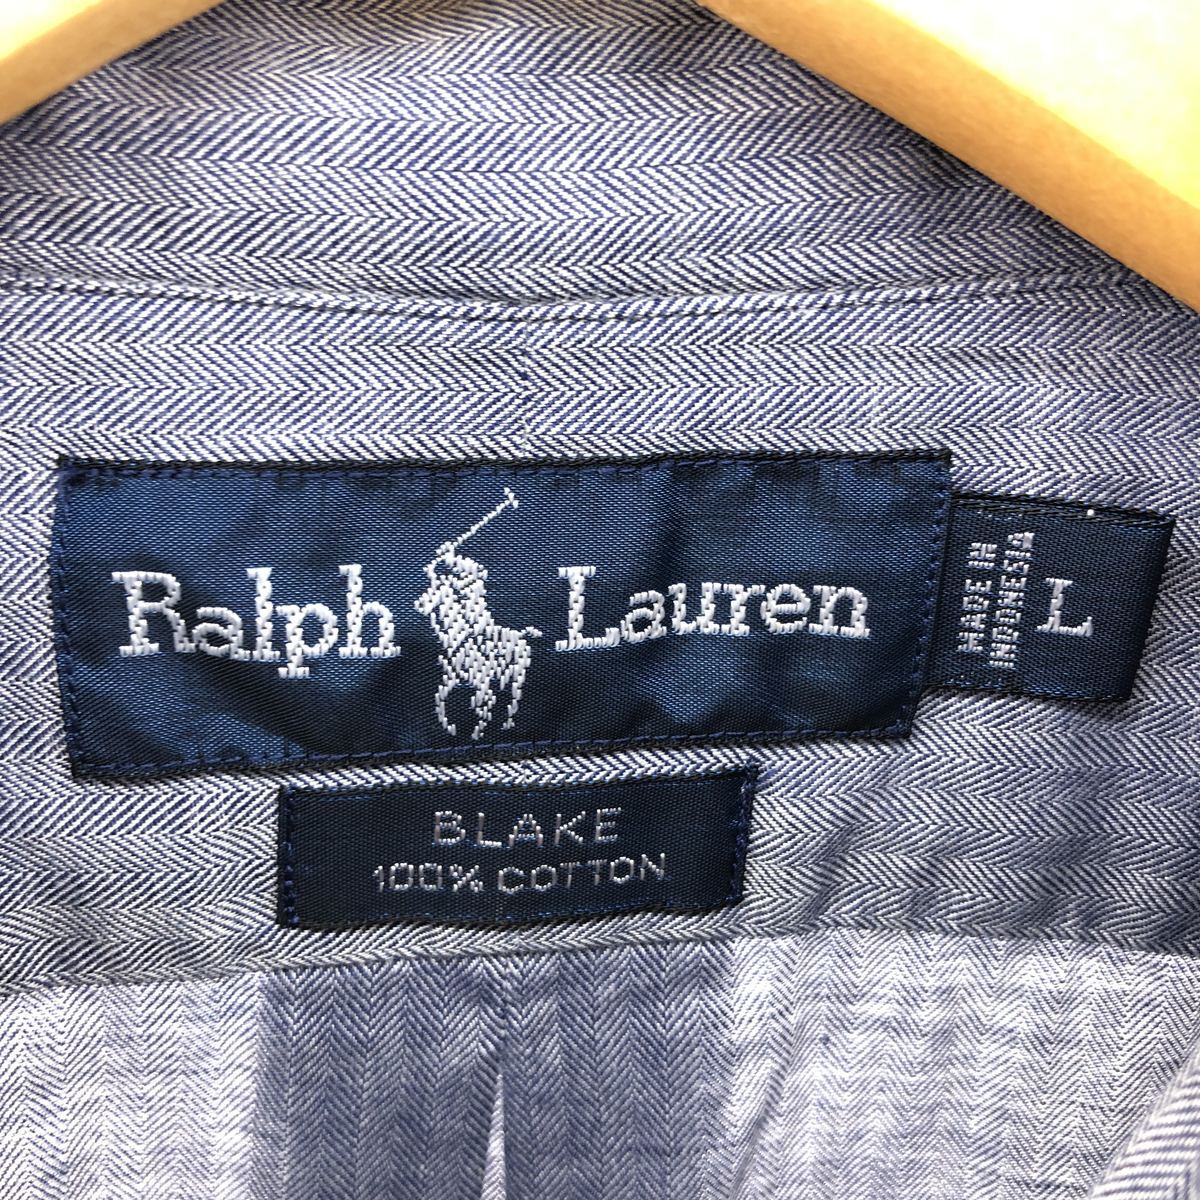 Ralph Lauren
MADE IN
INDONESIA
L
BLAKE
100% COTTON